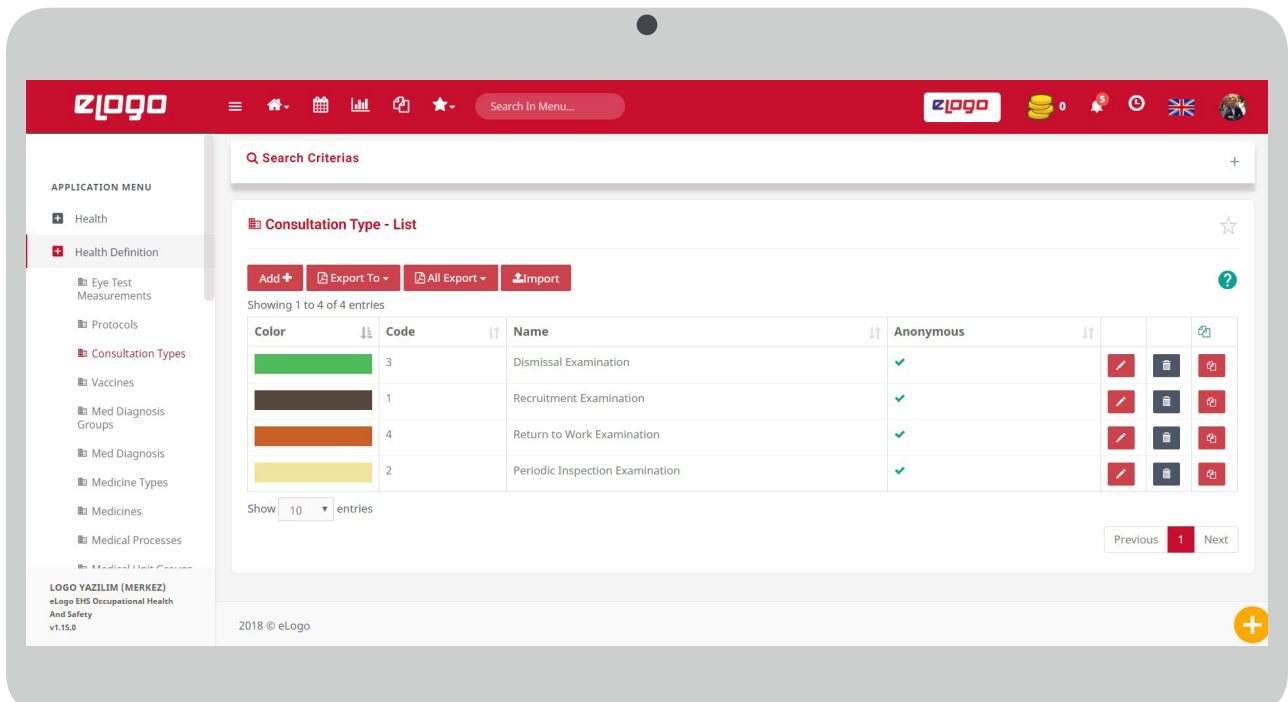 eLOGO
Search In Menu...
eLOGO
0
5
Search Criterias
APPLICATION MENU
Health
Health Definition
Eye Test
Measurements
Protocols
Consultation Types
Vaccines
Med Diagnosis
Groups
Med Diagnosis
Medicine Types
Medicines
Medical Processes
Medical Unit Groups
LOGO YAZILIM (MERKEZ)
eLogo EHS Occupational Health
And Safety
v1.15.0
Consultation Type - List
Add
Export To
All Export
Import
Showing 1 to 4 of 4 entries
Color Code Name Anonymous
3 Dismissal Examination
1 Recruitment Examination
4 Return to Work Examination
2 Periodic Inspection Examination
Show 10 entries
Previous 1 Next
2018 © eLogo